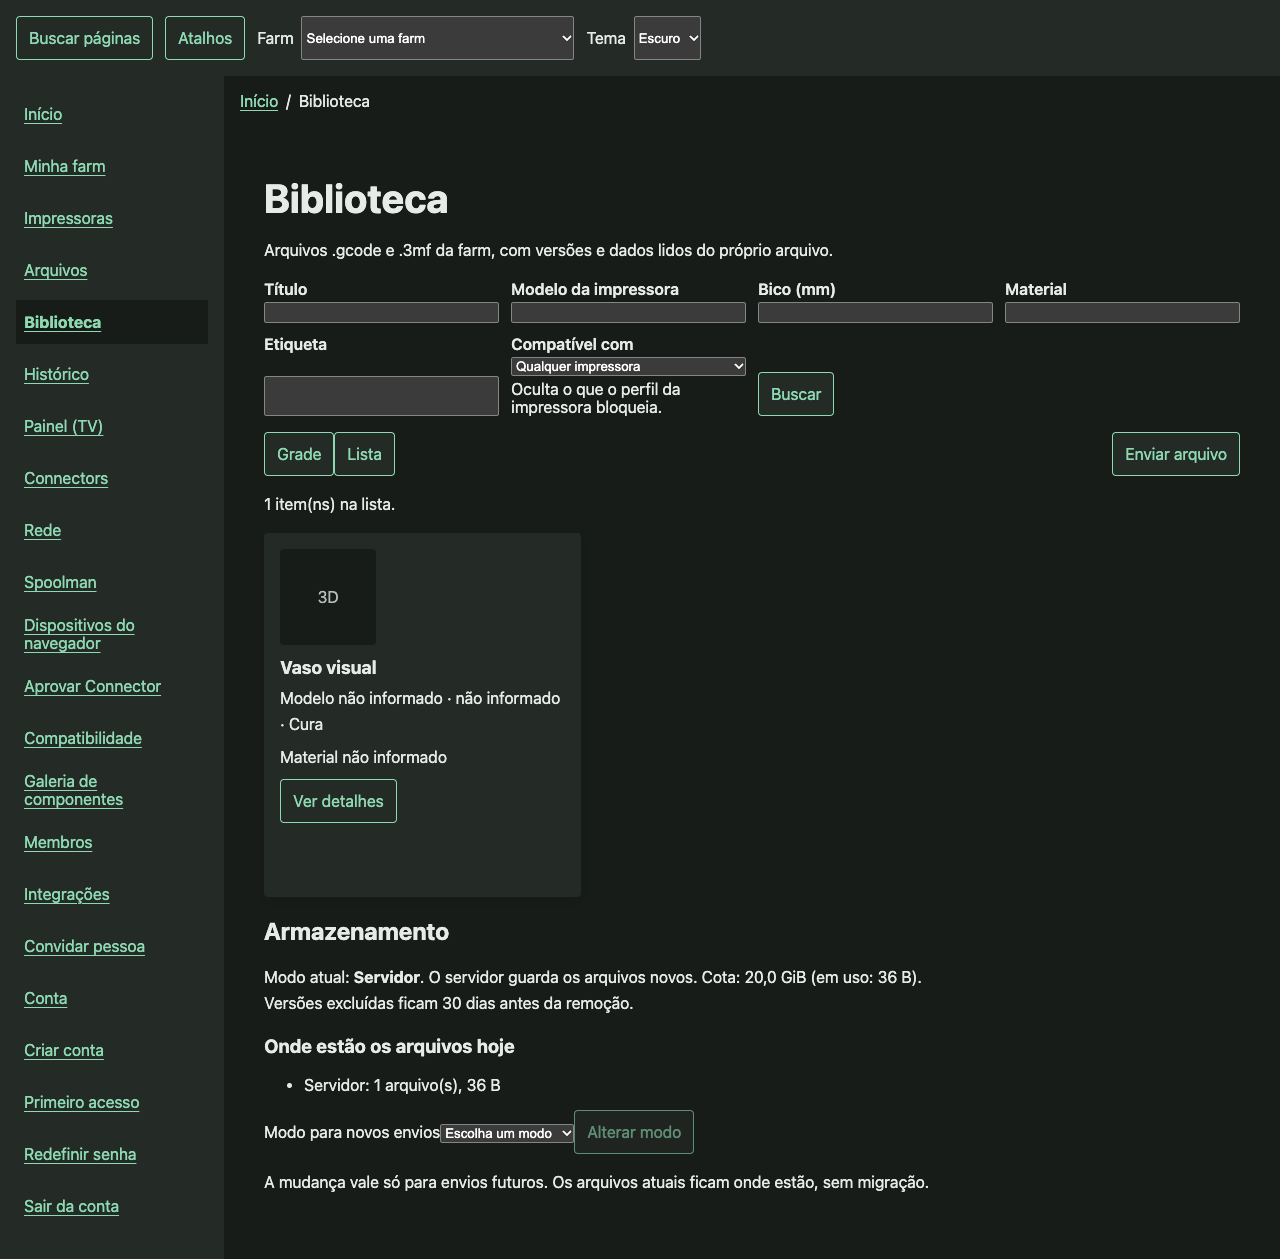 Buscar páginas
Atalhos
Farm
Selecione uma farm
Tema
Escuro
Início
Minha farm
Impressoras
Arquivos
Biblioteca
Histórico
Painel (TV)
Connectors
Rede
Spoolman
Dispositivos do
navegador
Aprovar Connector
Compatibilidade
Galeria de
componentes
Membros
Integrações
Convidar pessoa
Conta
Criar conta
Primeiro acesso
Redefinir senha
Sair da conta
Início / Biblioteca
Biblioteca
Arquivos .gcode e .3mf da farm, com versões e dados lidos do próprio arquivo.
Título
Modelo da impressora
Bico (mm)
Material
Etiqueta
Compatível com
Qualquer impressora
Oculta o que o perfil da
impressora bloqueia.
Buscar
Grade
Lista
Enviar arquivo
1 item(ns) na lista.
3D
Vaso visual
Modelo não informado · não informado
· Cura
Material não informado
Ver detalhes
Armazenamento
Modo atual: Servidor. O servidor guarda os arquivos novos. Cota: 20,0 GiB (em uso: 36 B).
Versões excluídas ficam 30 dias antes da remoção.
Onde estão os arquivos hoje
• Servidor: 1 arquivo(s), 36 B
Modo para novos envios
Escolha um modo
Alterar modo
A mudança vale só para envios futuros. Os arquivos atuais ficam onde estão, sem migração.